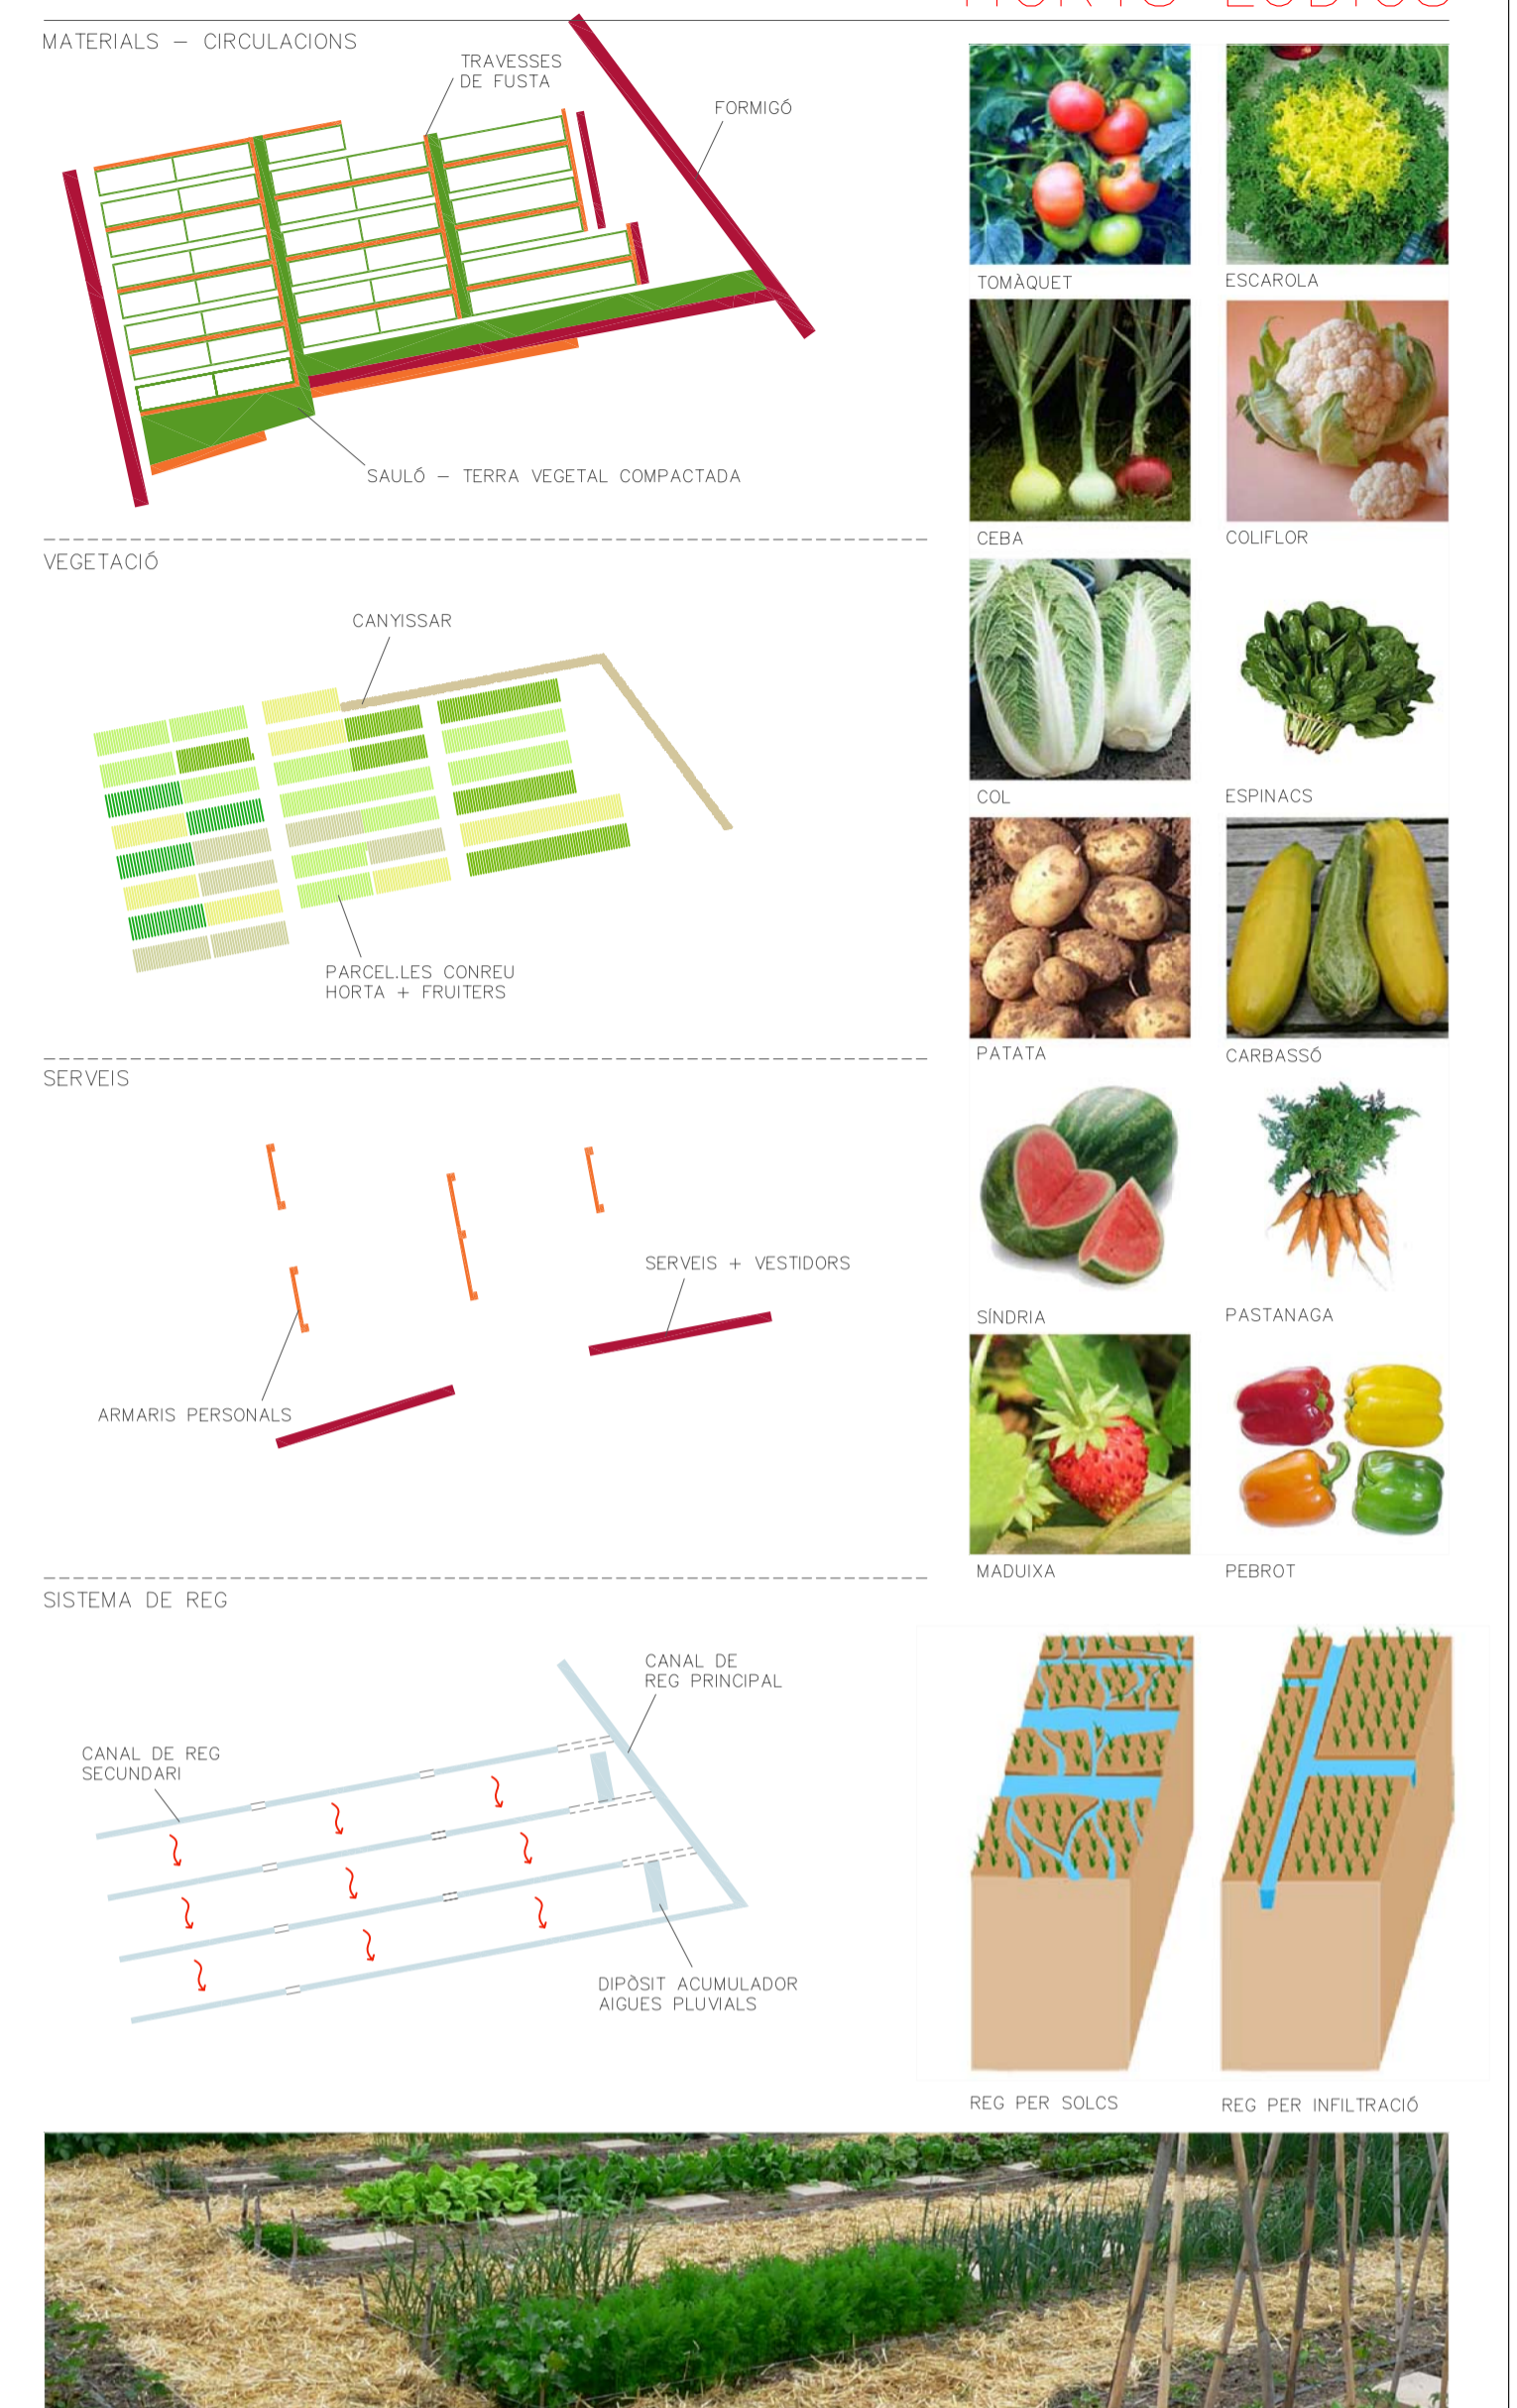 HORTS LÚDICS
MATERIALS – CIRCULACIONS
TRAVESSES
DE FUSTA
FORMIGÓ
SAULÓ – TERRA VEGETAL COMPACTADA
VEGETACIÓ
CANYISSAR
PARCEL.LES CONREU
HORTA + FRUITERS
SERVEIS
SERVEIS + VESTIDORS
ARMARIS PERSONALS
SISTEMA DE REG
CANAL DE
REG PRINCIPAL
CANAL DE REG
SECUNDARI
DIPÒSIT ACUMULADOR
AIGUES PLUVIALS
TOMÀQUET
ESCAROLA
CEBA
COLIFLOR
COL
ESPINACS
PATATA
CARBASSÓ
SÍNDRIA
PASTANAGA
MADUIXA
PEBROT
REG PER SOLCS
REG PER INFILTRACIÓ